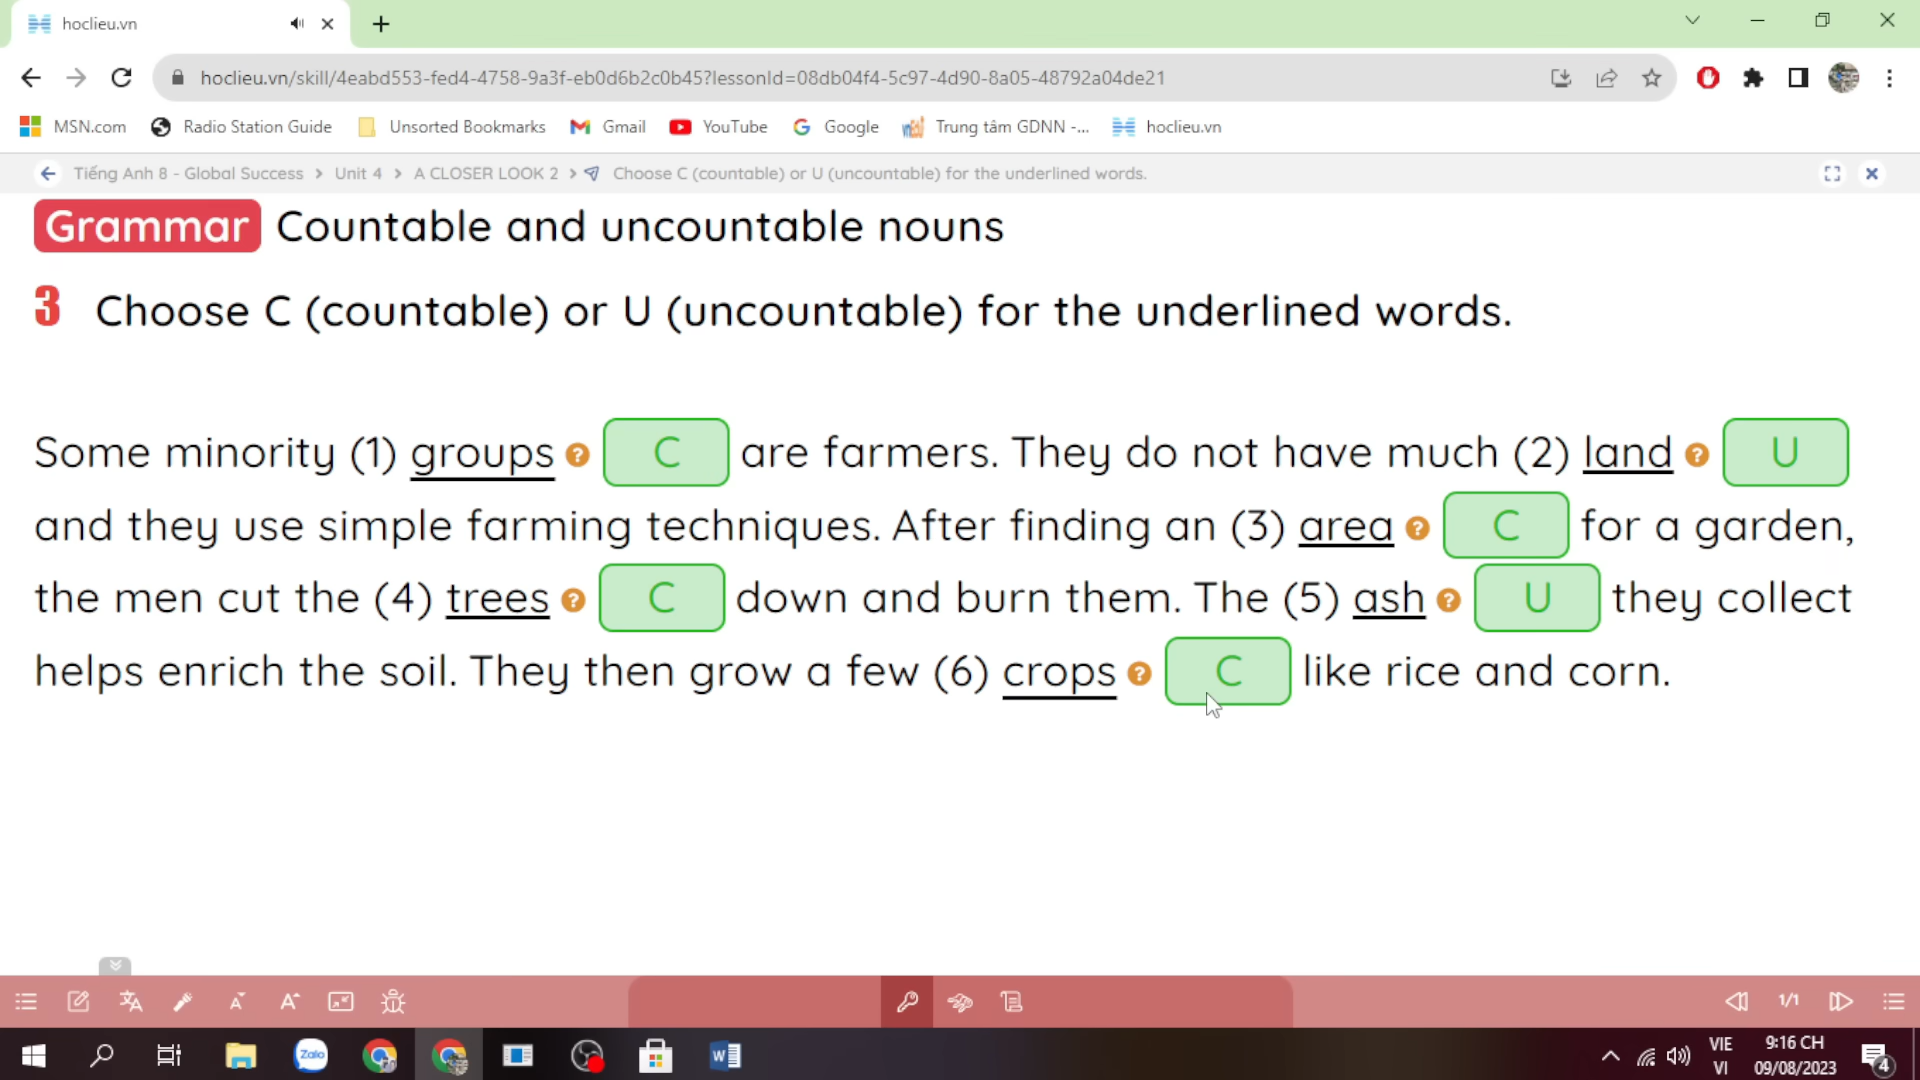 hoclieu.vn
hoclieu.vn/skill/4eabd553-fed4-4758-9a3f-eb0d6b2c0b45?lessonId=08db04f4-5c97-4d90-8a05-48792a04de21
MSN.com Radio Station Guide Unsorted Bookmarks Gmail YouTube Google Trung tâm GDNN -... hoclieu.vn
Tiếng Anh 8 - Global Success > Unit 4 > A CLOSER LOOK 2 > Choose C (countable) or U (uncountable) for the underlined words.
Grammar Countable and uncountable nouns
3 Choose C (countable) or U (uncountable) for the underlined words.
Some minority (1) groups ? C are farmers. They do not have much (2) land ? U
and they use simple farming techniques. After finding an (3) area ? C for a garden,
the men cut the (4) trees ? C down and burn them. The (5) ash ? U they collect
helps enrich the soil. They then grow a few (6) crops ? C like rice and corn.
1/1
Zalo
VIE
VI
9:16 CH
09/08/2023
4